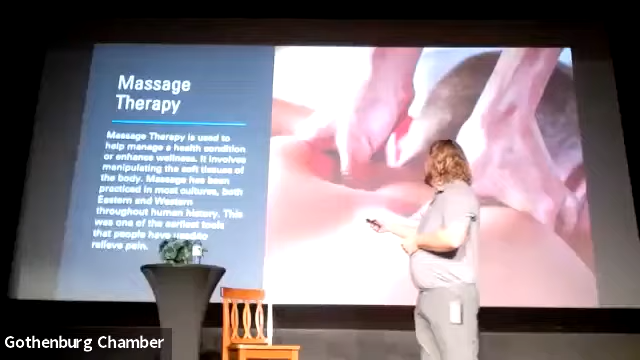 Massage
Therapy
Massage Therapy is used to
help manage a health condition
or enhance wellness. It involves
manipulating the soft tissues of
the body. Massage has been
practiced in most cultures, both
Eastern and Western
throughout human history. This
was one of the earliest tools
that people have used to
relieve pain.
Gothenburg Chamber